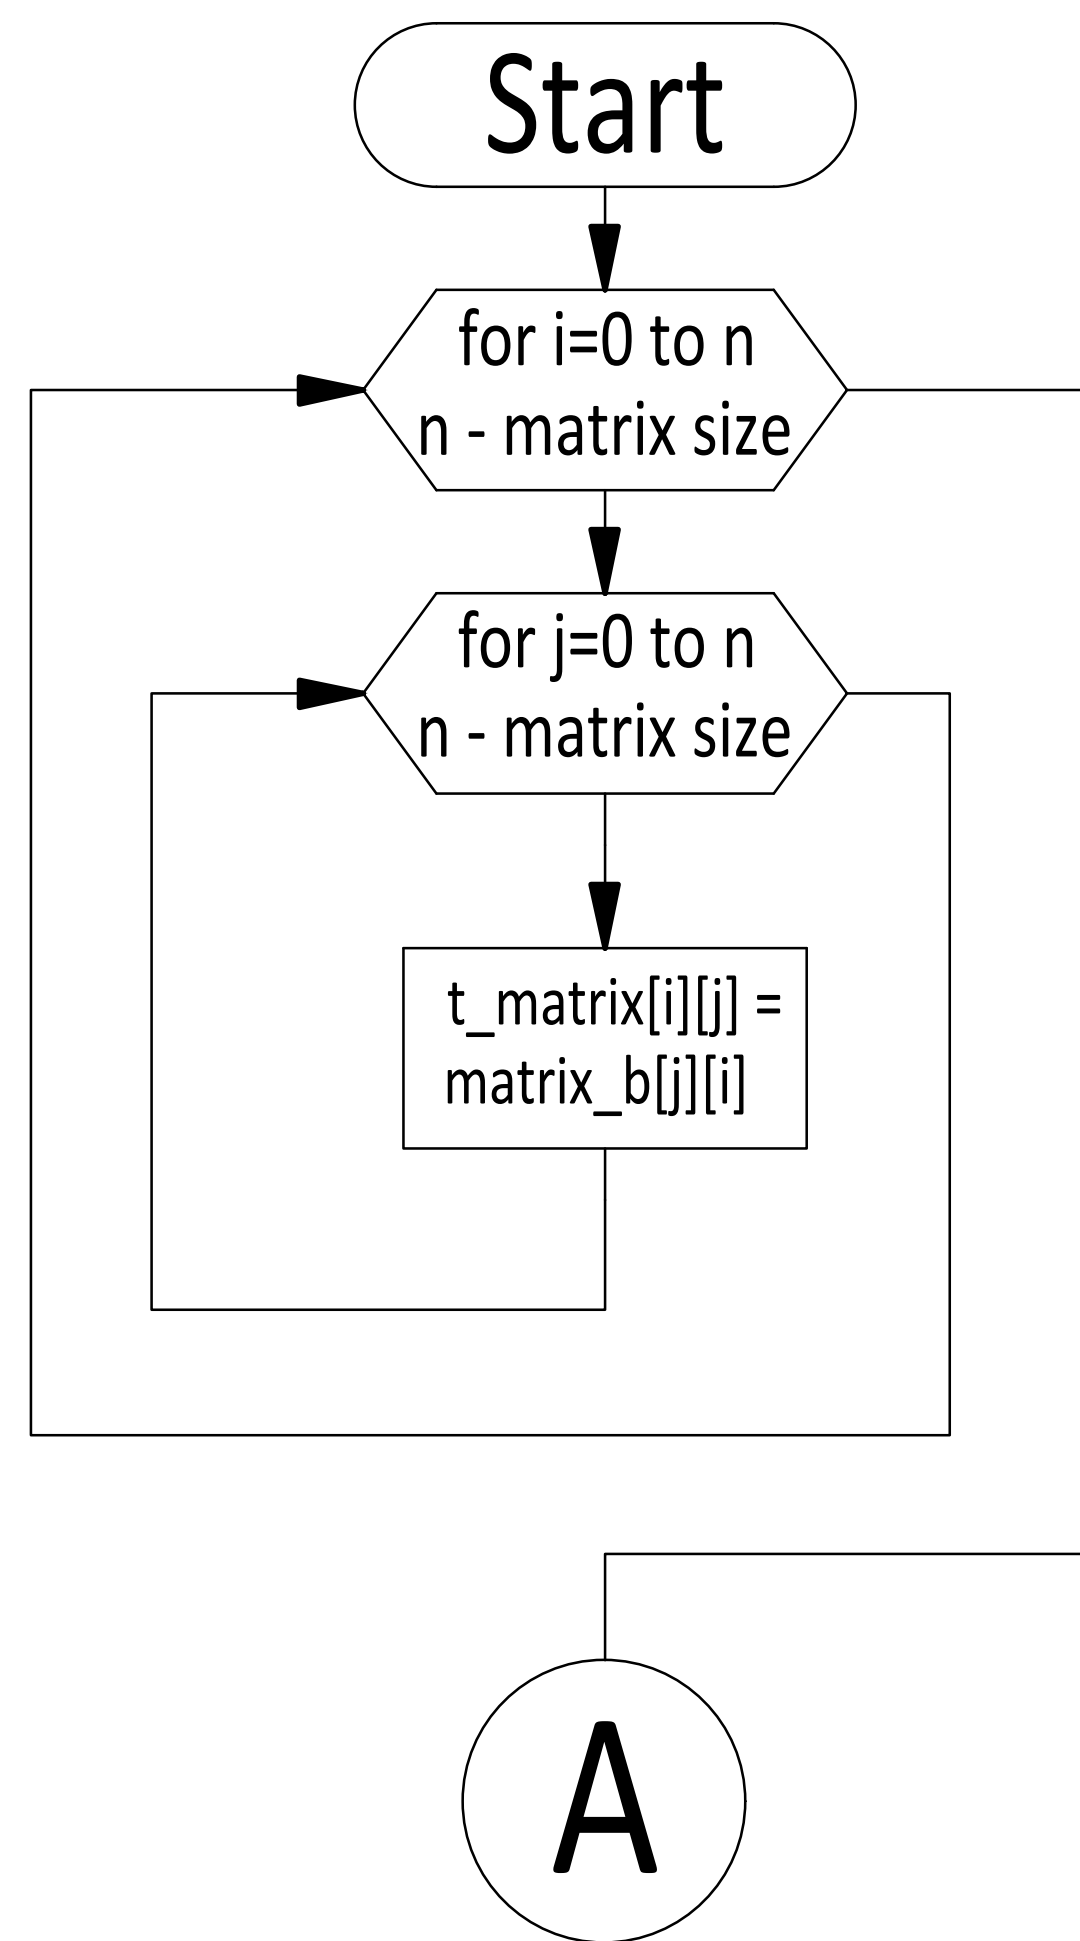 Start
for i=0 to n
n - matrix size
for j=0 to n
n - matrix size
t_matrix[i][j] =
matrix_b[j][i]
A